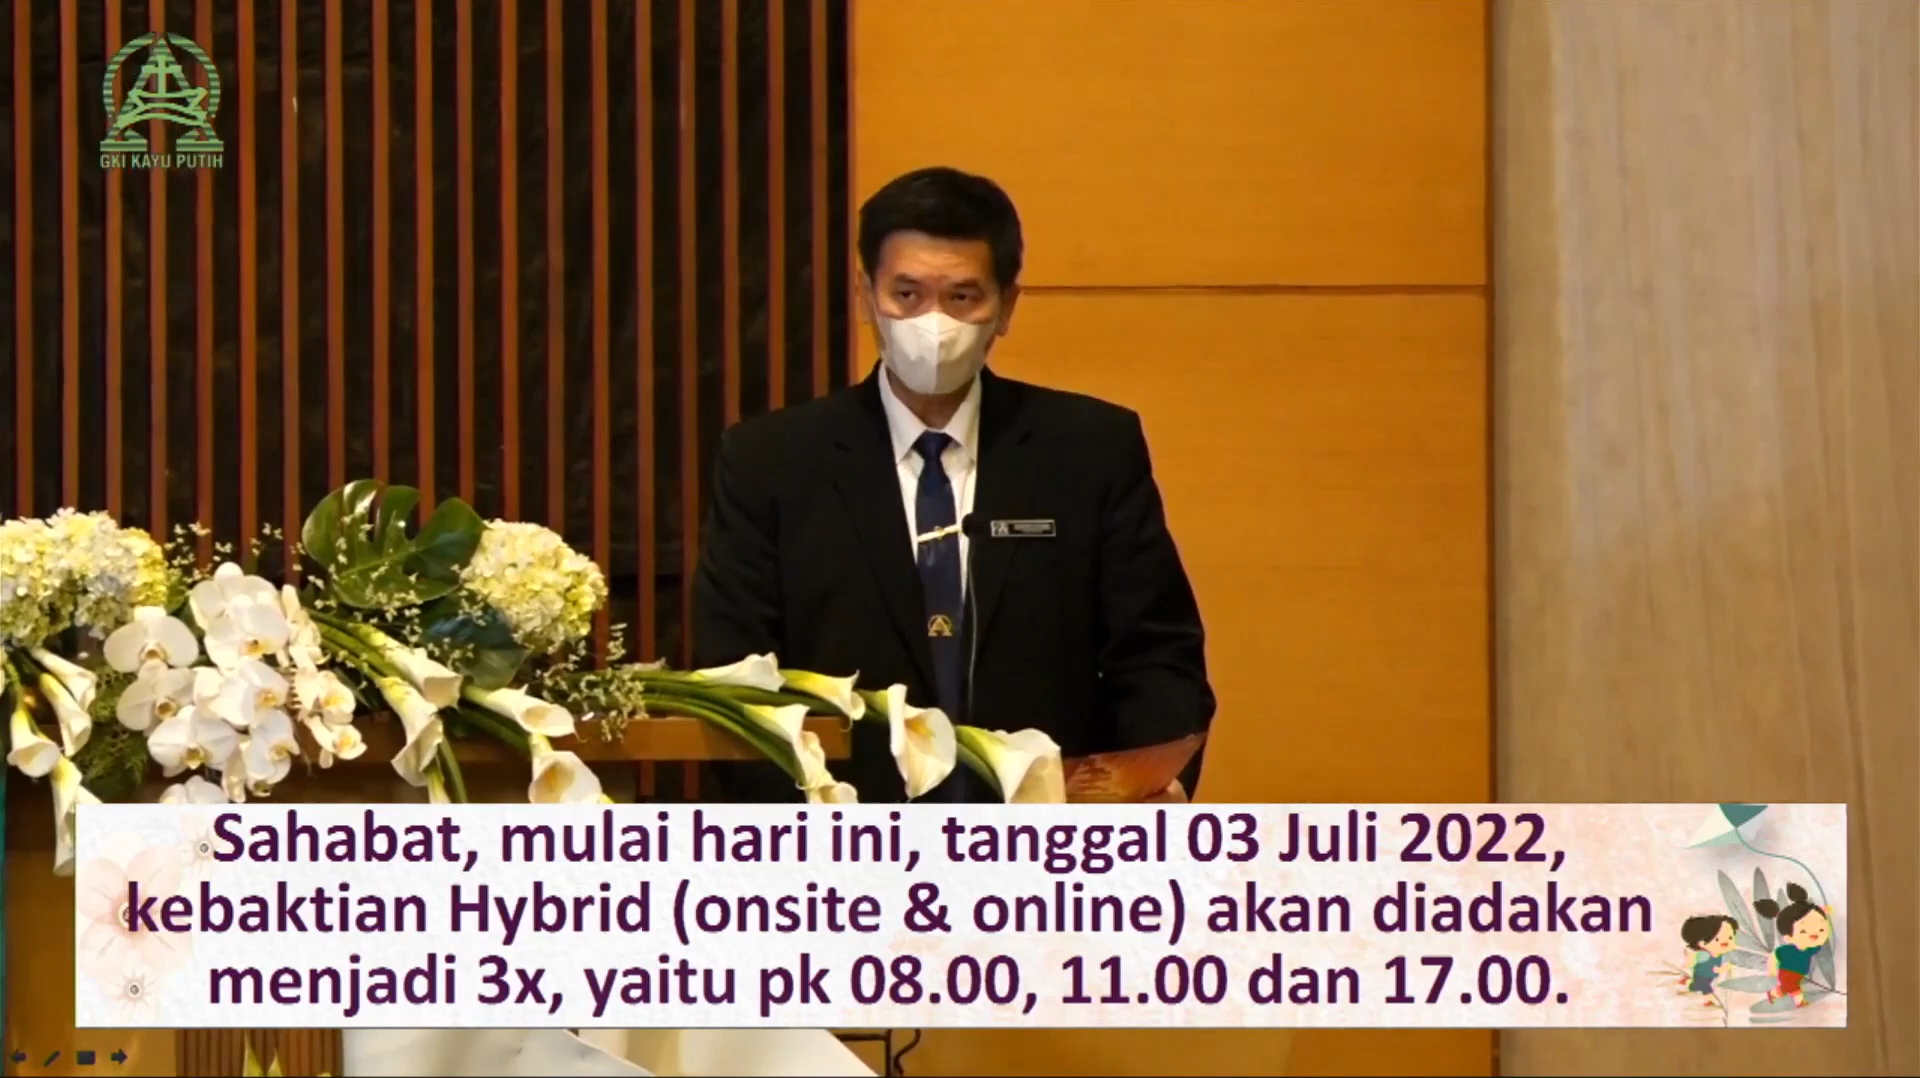 GKI KAYU PUTIH
Sahabat, mulai hari ini, tanggal 03 Juli 2022,
kebaktian Hybrid (onsite & online) akan diadakan
menjadi 3x, yaitu pk 08.00, 11.00 dan 17.00.